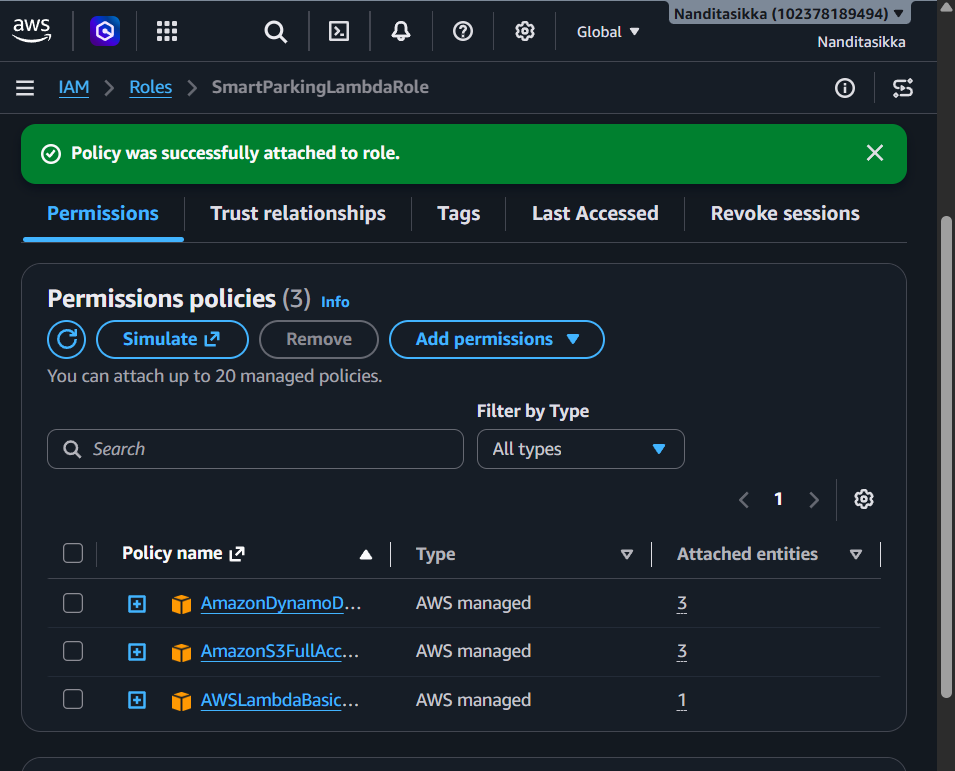 aws
Nanditasikka (102378189494) ▼
Global ▼
Nanditasikka
IAM > Roles > SmartParkingLambdaRole
Policy was successfully attached to role.
Permissions Trust relationships Tags Last Accessed Revoke sessions
Permissions policies (3) Info
Simulate Remove Add permissions ▼
You can attach up to 20 managed policies.
Filter by Type
Search All types
1
Policy name Type Attached entities
AmazonDynamoD... AWS managed 3
AmazonS3FullAcc... AWS managed 3
AWSLambdaBasic... AWS managed 1